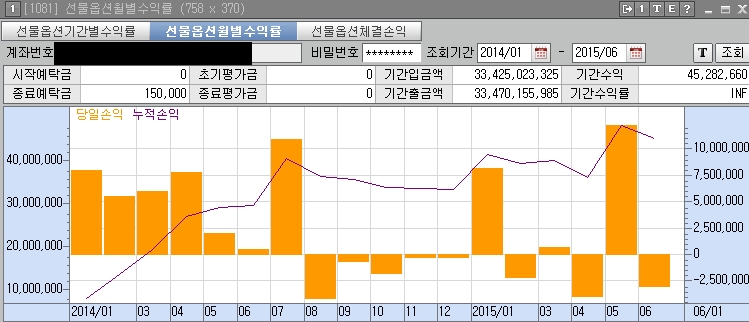 [1081] 선물옵션월별수익률 (758 x 370) 1 T E ?
선물옵션기간별수익률 선물옵션월별수익률 선물옵션체결손익
계좌번호 비밀번호 ******** 조회기간 2014/01 - 2015/06 T 조회
시작예탁금 0 초기평가금 0 기간입금액 33,425,023,325 기간수익 45,282,660
종료예탁금 150,000 종료평가금 0 기간출금액 33,470,155,985 기간수익률 INF
당일손익 누적손익
40,000,000
30,000,000
20,000,000
10,000,000
10,000,000
7,500,000
5,000,000
2,500,000
0
-2,500,000
2014/01 03 04 05 06 07 08 09 10 11 12 2015/01 03 04 05 06 06/01